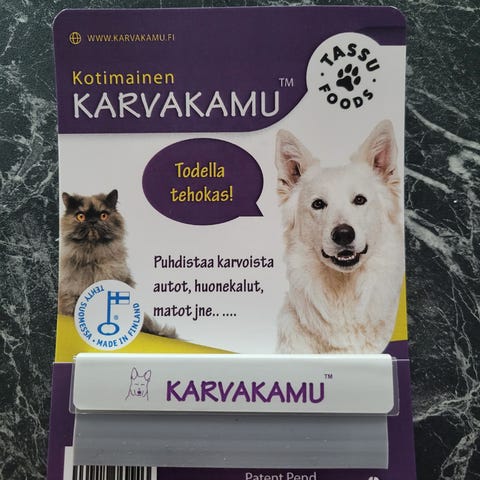 WWW.KARVAKAMU.FI
TASSU
FOODS
Kotimainen
KARVAKAMU™
Todella
tehokas!
Puhdistaa karvoista
autot, huonekalut,
matot jne.. ....
TEHTY SUOMESSA • MADE IN FINLAND
KARVAKAMU™
Patent Pend